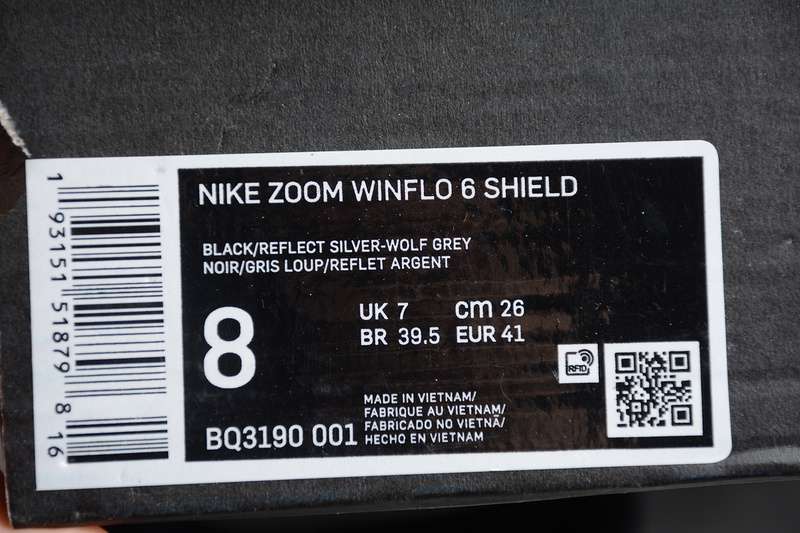 1 93151 51879 8 16
NIKE ZOOM WINFLO 6 SHIELD
BLACK/REFLECT SILVER-WOLF GREY
NOIR/GRIS LOUP/REFLET ARGENT
8
UK 7 cm 26
BR 39.5 EUR 41
RFID
BQ3190 001
MADE IN VIETNAM/
FABRIQUE AU VIETNAM/
FABRICADO NO VIETNÃ/
HECHO EN VIETNAM